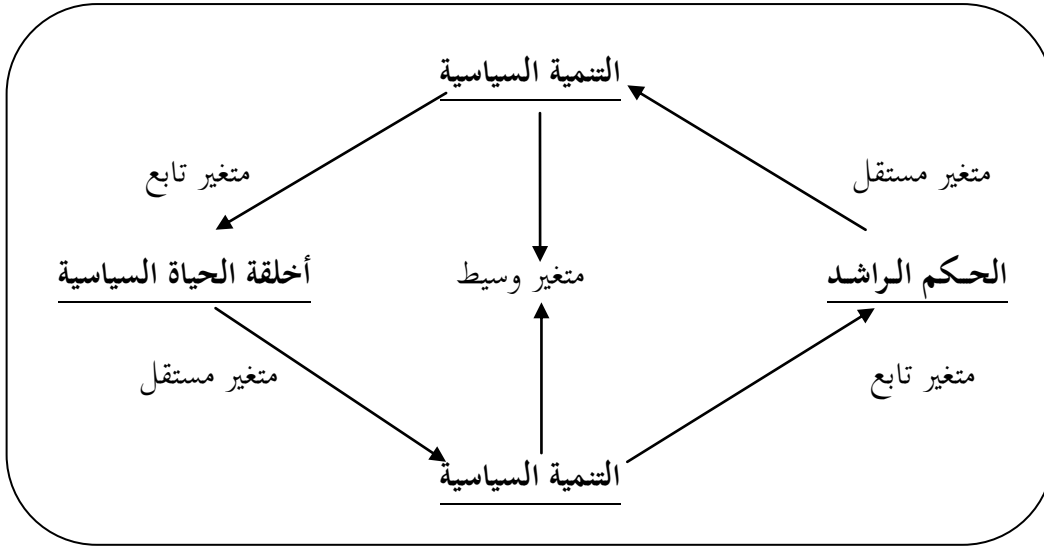 التنمية السياسية
متغير مستقل
متغير تابع
الحكم الراشد
متغير وسيط
أخلقة الحياة السياسية
متغير تابع
متغير مستقل
التنمية السياسية